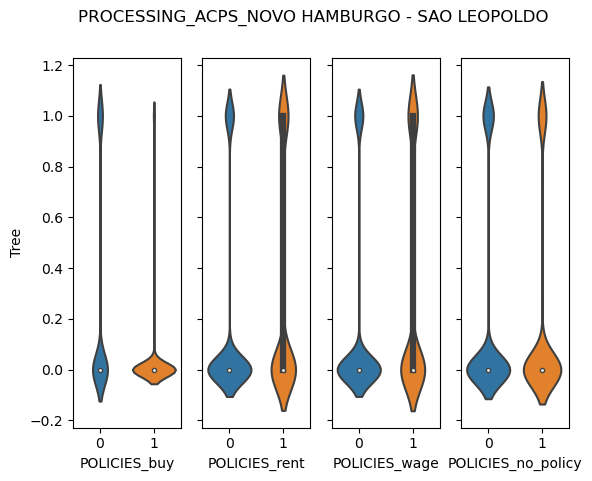 PROCESSING_ACPS_NOVO HAMBURGO - SAO LEOPOLDO
Tree
1.2
1.0
0.8
0.6
0.4
0.2
0.0
−0.2
0 1 0 1 0 1 0 1
POLICIES_buy POLICIES_rent POLICIES_wage POLICIES_no_policy